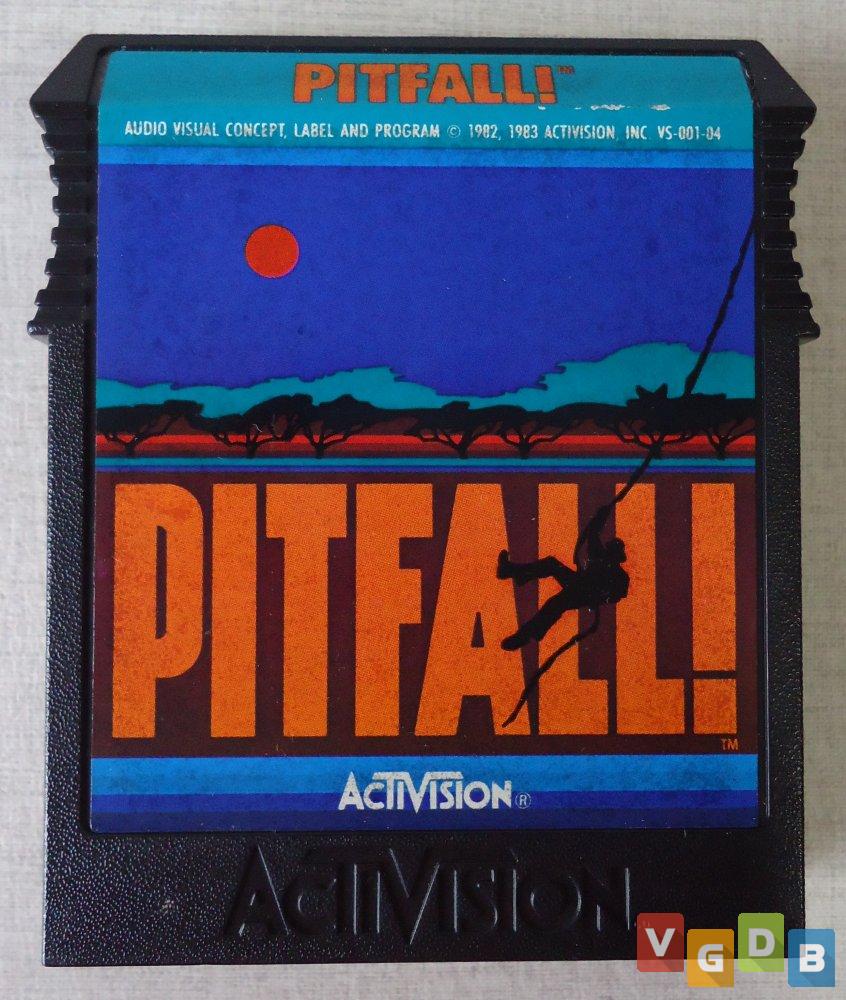 PITFALL!™
AUDIO VISUAL CONCEPT, LABEL AND PROGRAM © 1982, 1983 ACTIVISION, INC. VS-001-04
PITFALL!
TM
ACTIVISION®
ACTIVISION
VGDB